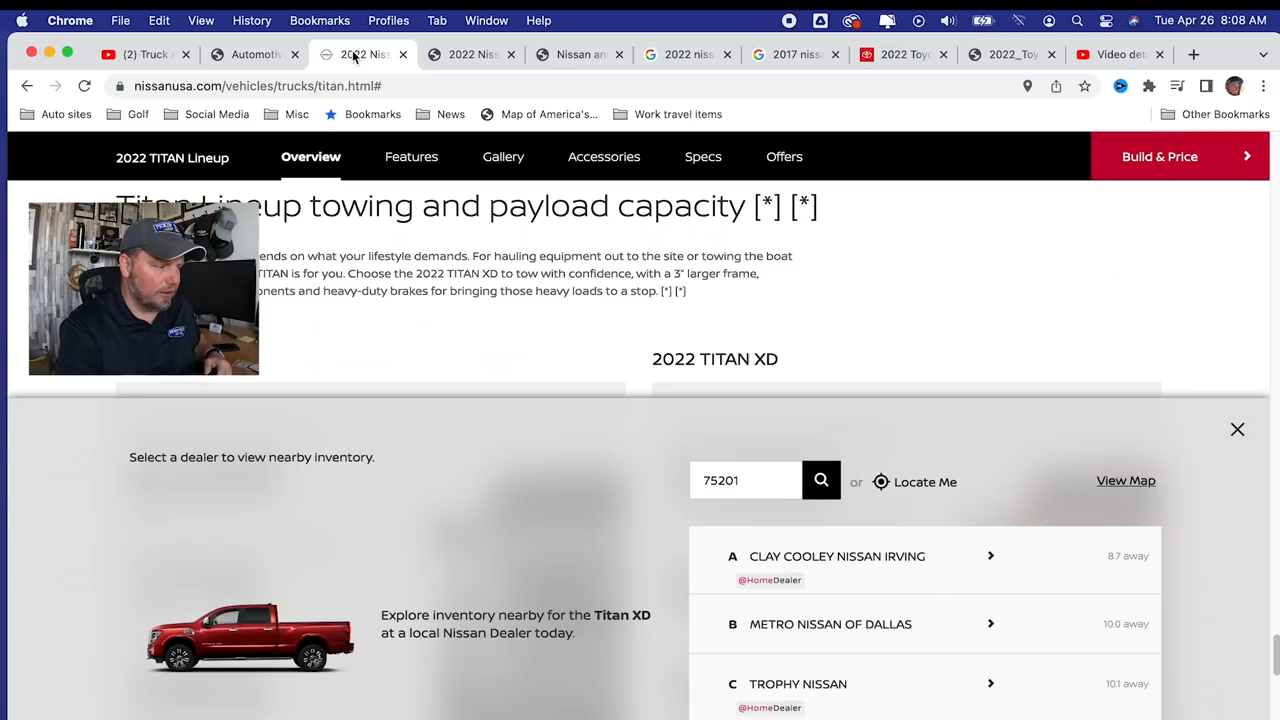 Chrome File Edit View History Bookmarks Profiles Tab Window Help Tue Apr 26 8:08 AM
(2) Truck Automotiv 2022 Niss 2022 Niss Nissan an 2022 niss 2017 nissa 2022 Toyo 2022_Toy Video det
nissanusa.com/vehicles/trucks/titan.html#
Auto sites Golf Social Media Misc Bookmarks News Map of America's... Work travel items Other Bookmarks
2022 TITAN Lineup Overview Features Gallery Accessories Specs Offers Build & Price
Titan Lineup towing and payload capacity [*] [*]
ends on what your lifestyle demands. For hauling equipment out to the site or towing the boat
TITAN is for you. Choose the 2022 TITAN XD to tow with confidence, with a 3" larger frame,
onents and heavy-duty brakes for bringing those heavy loads to a stop. [*] [*]
2022 TITAN XD
Select a dealer to view nearby inventory.
75201 or Locate Me View Map
A CLAY COOLEY NISSAN IRVING 8.7 away
@HomeDealer
Explore inventory nearby for the Titan XD
at a local Nissan Dealer today.
B METRO NISSAN OF DALLAS 10.0 away
C TROPHY NISSAN 10.1 away
@HomeDealer